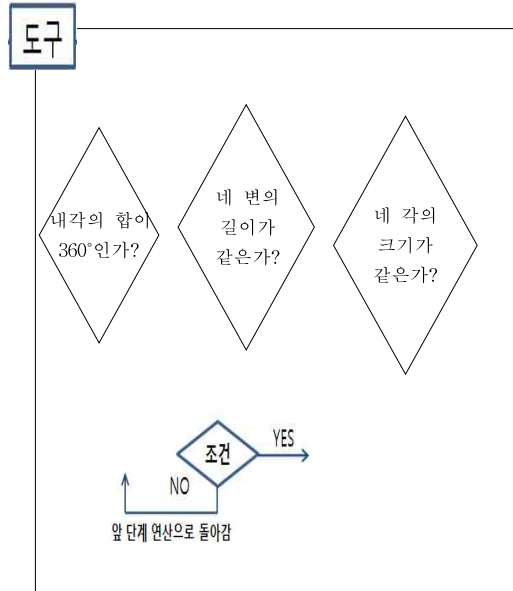 도구
내각의 합이
360°인가?
네 변의
길이가
같은가?
네 각의
크기가
같은가?
조건
YES
NO
앞 단계 연산으로 돌아감